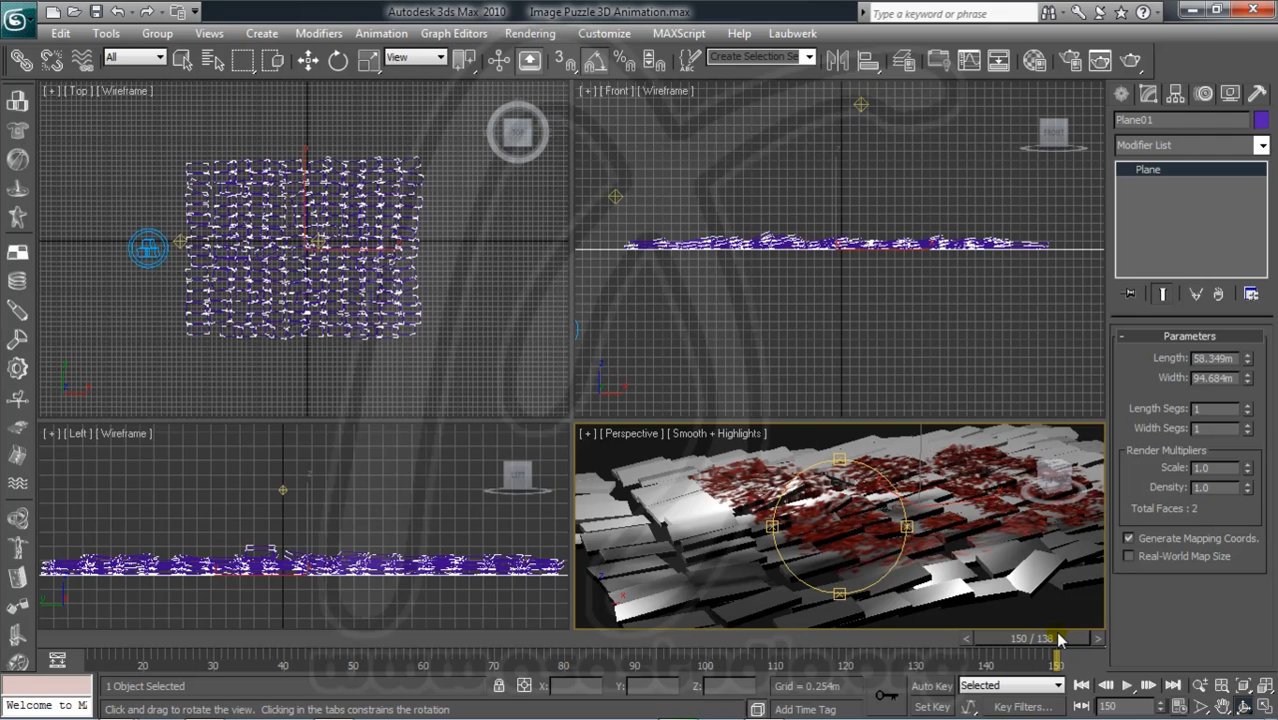 Autodesk 3ds Max 2010 Image Puzzle 3D Animation.max
Type a keyword or phrase
Edit Tools Group Views Create Modifiers Animation Graph Editors Rendering Customize MAXScript Help Laubwerk
All View Create Selection Se
[ + ] [ Top ] [ Wireframe ]
TOP
[ + ] [ Front ] [ Wireframe ]
FRONT
Plane01
Modifier List
Plane
Parameters
Length: 58.349m
Width: 94.684m
Length Segs: 1
Width Segs: 1
Render Multipliers
Scale: 1.0
Density: 1.0
Total Faces : 2
Generate Mapping Coords.
Real-World Map Size
[ + ] [ Left ] [ Wireframe ]
LEFT
[ + ] [ Perspective ] [ Smooth + Highlights ]
< 150 / 138 >
20 30 40 50 60 70 80 90 100 110 120 130 140 150
1 Object Selected X: Y: Z: Grid = 0.254m Auto Key Selected
Welcome to MA
Click and drag to rotate the view. Clicking in the tabs constrains the rotation Add Time Tag Set Key Key Filters... 150